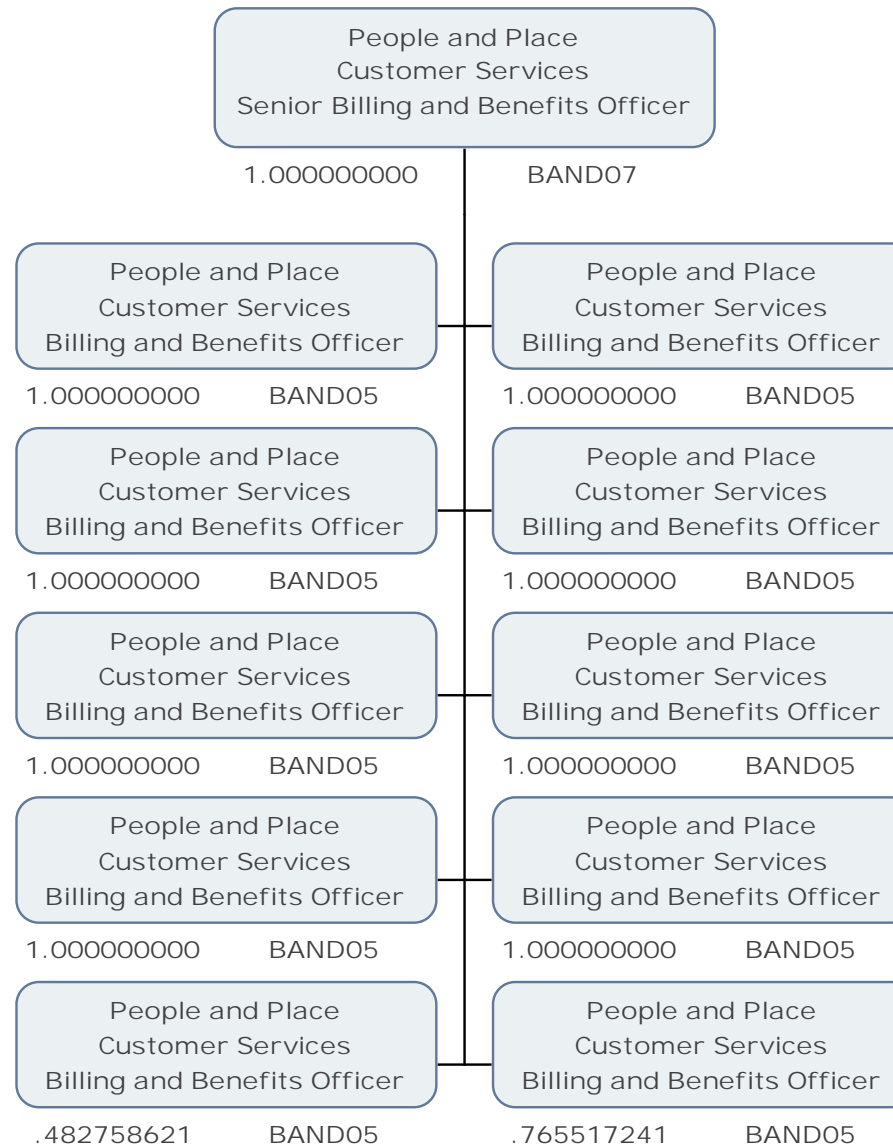 People and Place
Customer Services
Senior Billing and Benefits Officer
1.000000000 BAND07
People and Place
Customer Services
Billing and Benefits Officer
1.000000000 BAND05
People and Place
Customer Services
Billing and Benefits Officer
1.000000000 BAND05
People and Place
Customer Services
Billing and Benefits Officer
1.000000000 BAND05
People and Place
Customer Services
Billing and Benefits Officer
1.000000000 BAND05
People and Place
Customer Services
Billing and Benefits Officer
1.000000000 BAND05
People and Place
Customer Services
Billing and Benefits Officer
1.000000000 BAND05
People and Place
Customer Services
Billing and Benefits Officer
1.000000000 BAND05
People and Place
Customer Services
Billing and Benefits Officer
1.000000000 BAND05
People and Place
Customer Services
Billing and Benefits Officer
.482758621 BAND05
People and Place
Customer Services
Billing and Benefits Officer
.765517241 BAND05